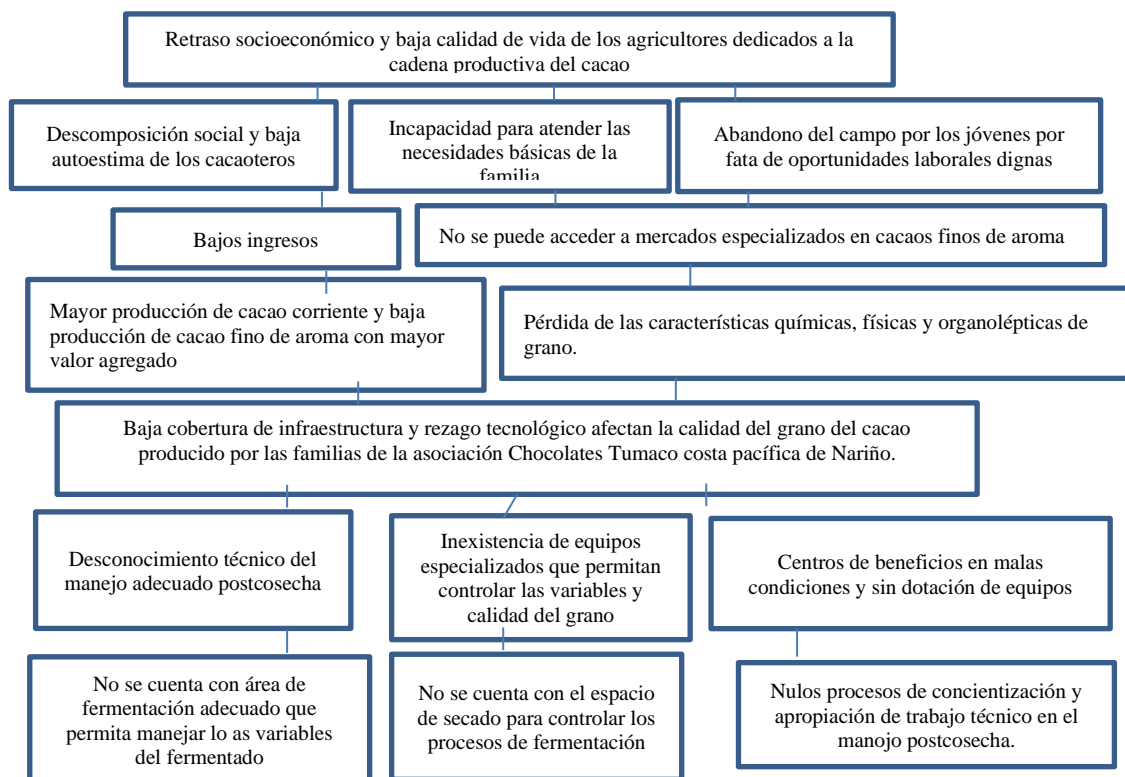 Retraso socioeconómico y baja calidad de vida de los agricultores dedicados a la
cadena productiva del cacao
Descomposición social y baja
autoestima de los cacaoteros
Incapacidad para atender las
necesidades básicas de la
familia
Abandono del campo por los jóvenes por
fata de oportunidades laborales dignas
Bajos ingresos
No se puede acceder a mercados especializados en cacaos finos de aroma
Mayor producción de cacao corriente y baja
producción de cacao fino de aroma con mayor
valor agregado
Pérdida de las características químicas, físicas y organolépticas de
grano.
Baja cobertura de infraestructura y rezago tecnológico afectan la calidad del grano del cacao
producido por las familias de la asociación Chocolates Tumaco costa pacífica de Nariño.
Desconocimiento técnico del
manejo adecuado postcosecha
Inexistencia de equipos
especializados que permitan
controlar las variables y
calidad del grano
Centros de beneficios en malas
condiciones y sin dotación de equipos
No se cuenta con área de
fermentación adecuado que
permita manejar lo as variables
del fermentado
No se cuenta con el espacio
de secado para controlar los
procesos de fermentación
Nulos procesos de concientización y
apropiación de trabajo técnico en el
manojo postcosecha.